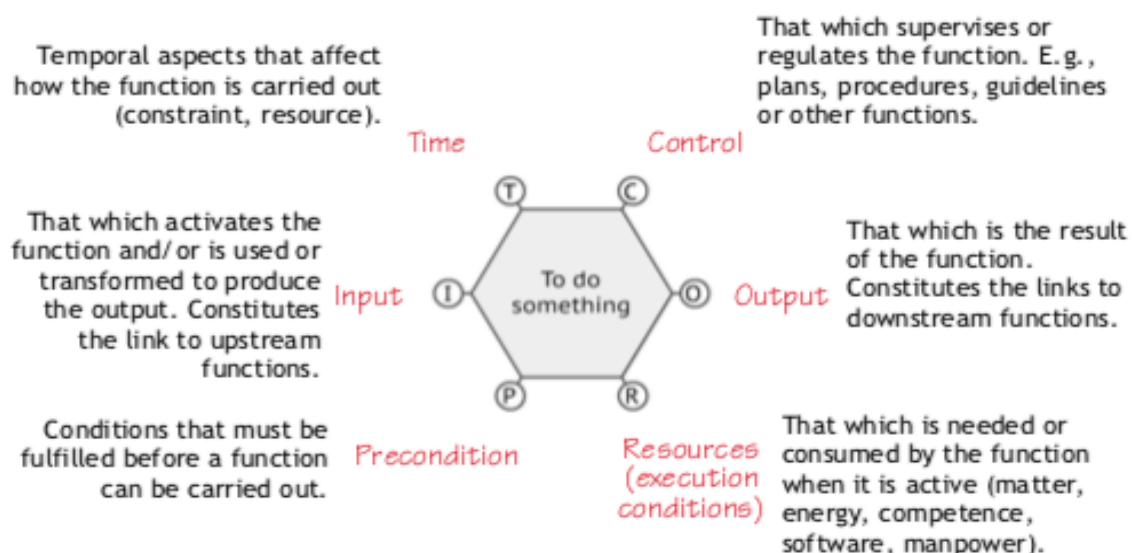 Temporal aspects that affect
how the function is carried out
(constraint, resource).
Time
That which supervises or
regulates the function. E.g.,
plans, procedures, guidelines
or other functions.
Control
T
C
That which activates the
function and/or is used or
transformed to produce
the output. Constitutes
the link to upstream
functions.
Input
I
To do
something
O
Output
That which is the result
of the function.
Constitutes the links to
downstream functions.
P
R
Conditions that must be
fulfilled before a function
can be carried out.
Precondition
Resources
(execution
conditions)
That which is needed or
consumed by the function
when it is active (matter,
energy, competence,
software, manpower).